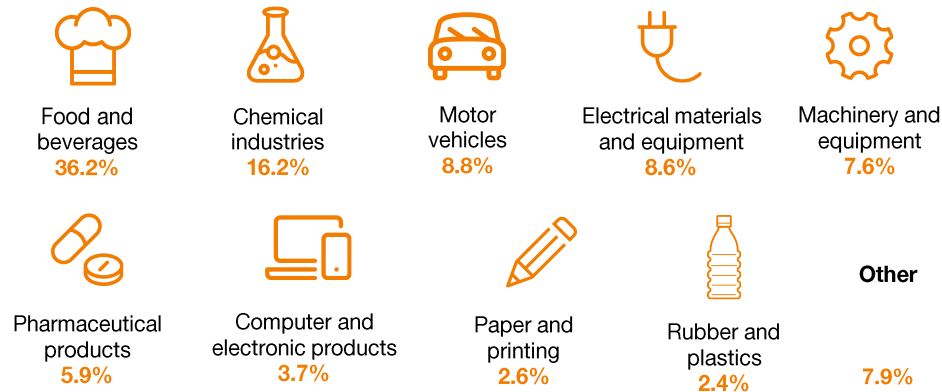 Food and
beverages
36.2%
Chemical
industries
16.2%
Motor
vehicles
8.8%
Electrical materials
and equipment
8.6%
Machinery and
equipment
7.6%
Pharmaceutical
products
5.9%
Computer and
electronic products
3.7%
Paper and
printing
2.6%
Rubber and
plastics
2.4%
Other
7.9%